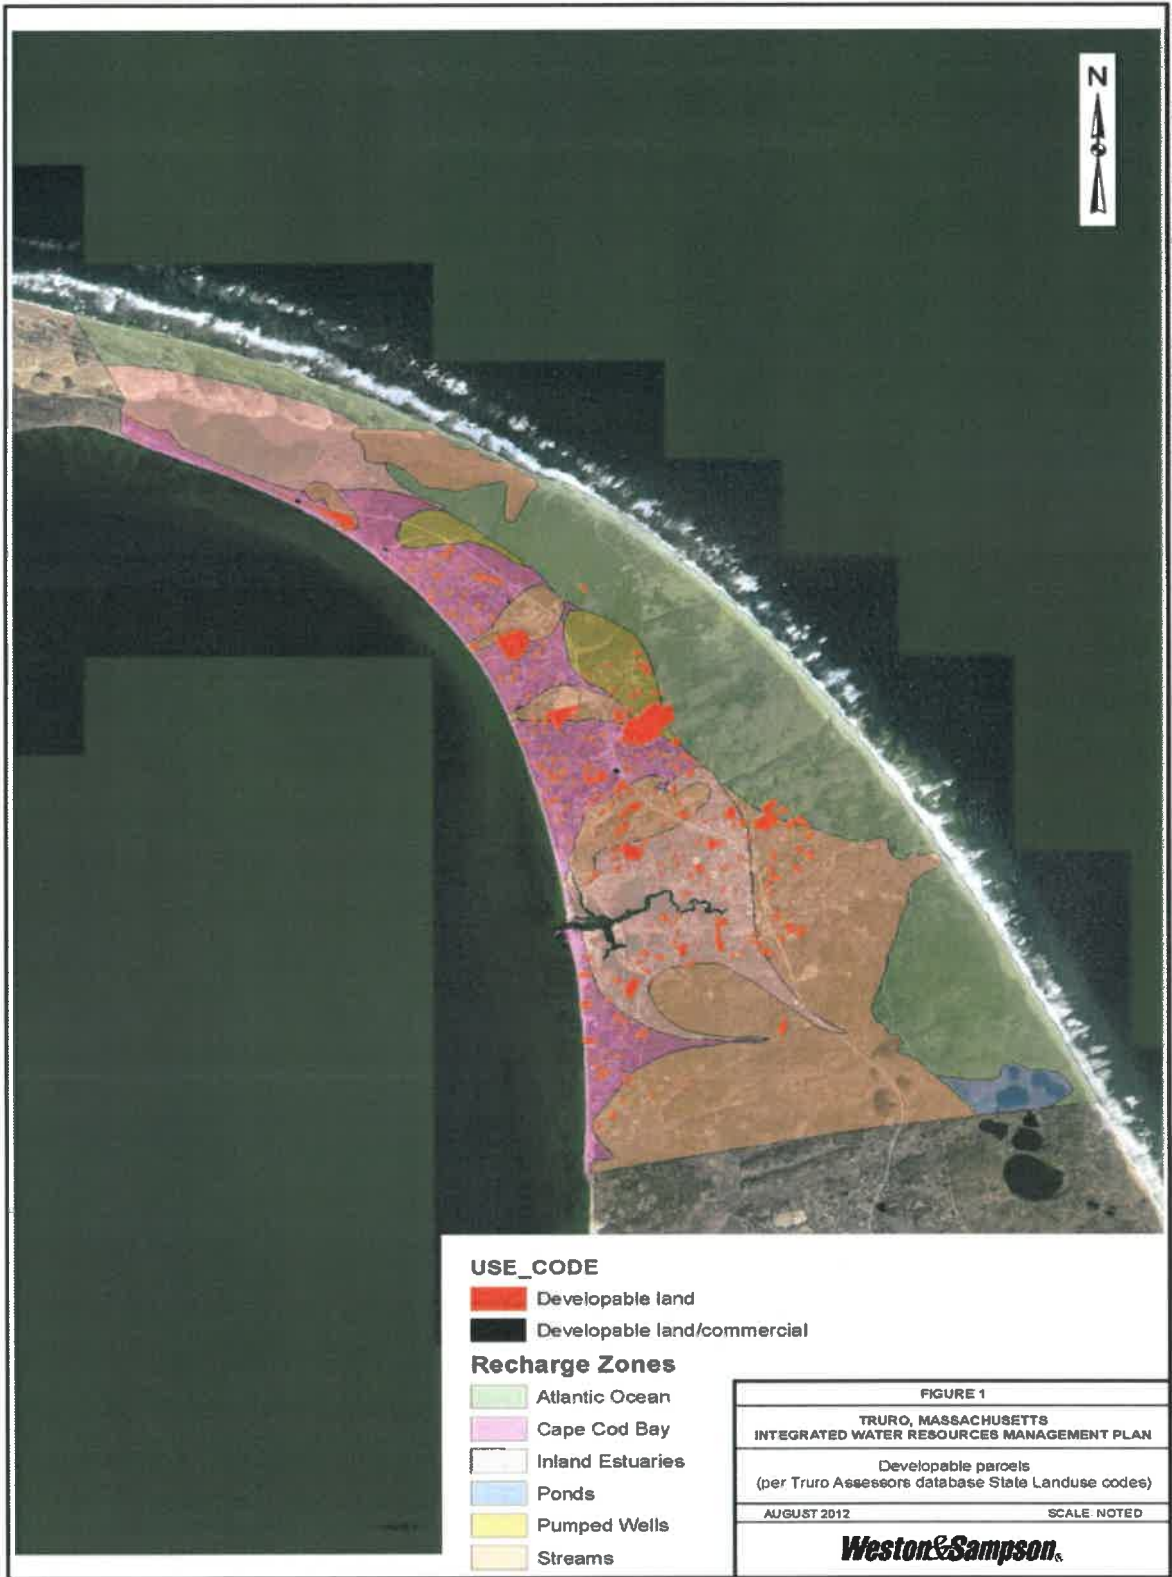 N
USE_CODE
Developable land
Developable land/commercial
Recharge Zones
Atlantic Ocean
Cape Cod Bay
Inland Estuaries
Ponds
Pumped Wells
Streams
FIGURE 1
TRURO, MASSACHUSETTS
INTEGRATED WATER RESOURCES MANAGEMENT PLAN
Developable parcels
(per Truro Assessors database State Landuse codes)
AUGUST 2012 SCALE: NOTED
Weston&Sampson